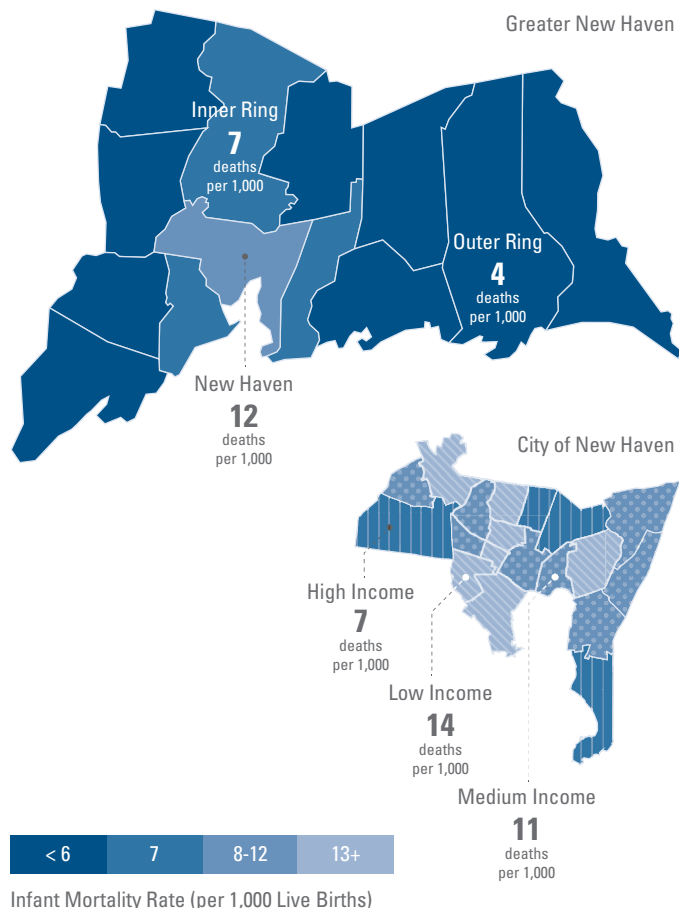 Greater New Haven
Inner Ring
7
deaths
per 1,000
Outer Ring
4
deaths
per 1,000
New Haven
12
deaths
per 1,000
City of New Haven
High Income
7
deaths
per 1,000
Low Income
14
deaths
per 1,000
Medium Income
11
deaths
per 1,000
< 6 7 8-12 13+
Infant Mortality Rate (per 1,000 Live Births)